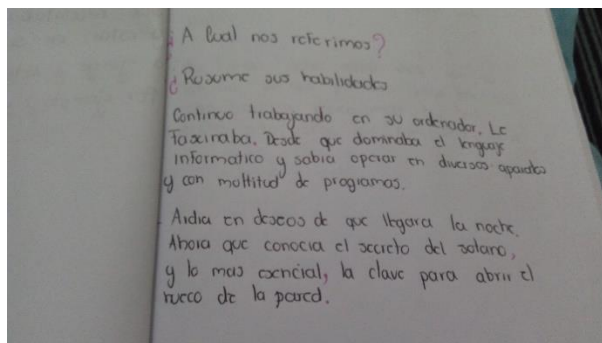 ¿A cual nos referimos?
¿Resume sus habilidades
Continuo trabajando en su ordenador. Le
fascinaba. Desde que dominaba el lenguaje
informatico y sabia operar en diversos aparatos
y con moltitud de programas.
Ardia en deseos de que llegara la noche.
Ahora que conocia el secreto del sotano,
y lo mas esencial, la clave para abrir el
hueco de la pared.